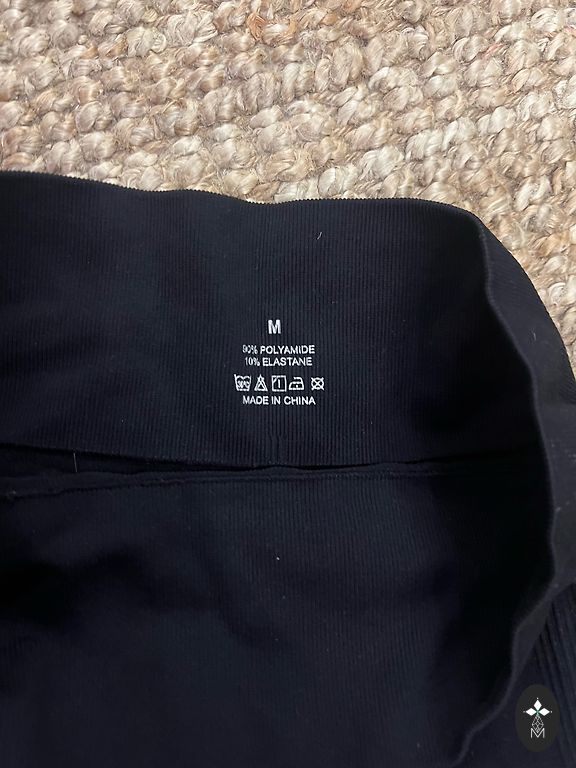 M
90% POLYAMIDE
10% ELASTANE
MADE IN CHINA